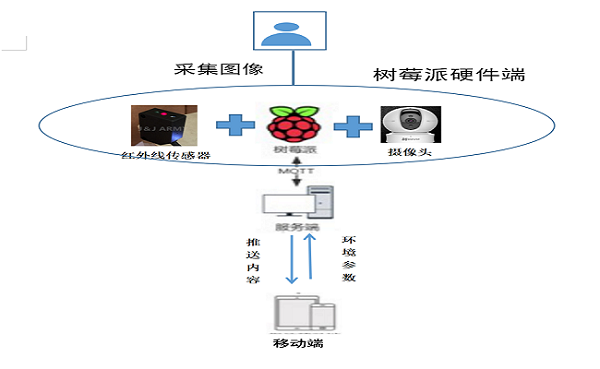 采集图像
树莓派硬件端
J&J ARM
红外线传感器
树莓派
摄像头
MQTT
服务端
推送内容
环境参数
移动端